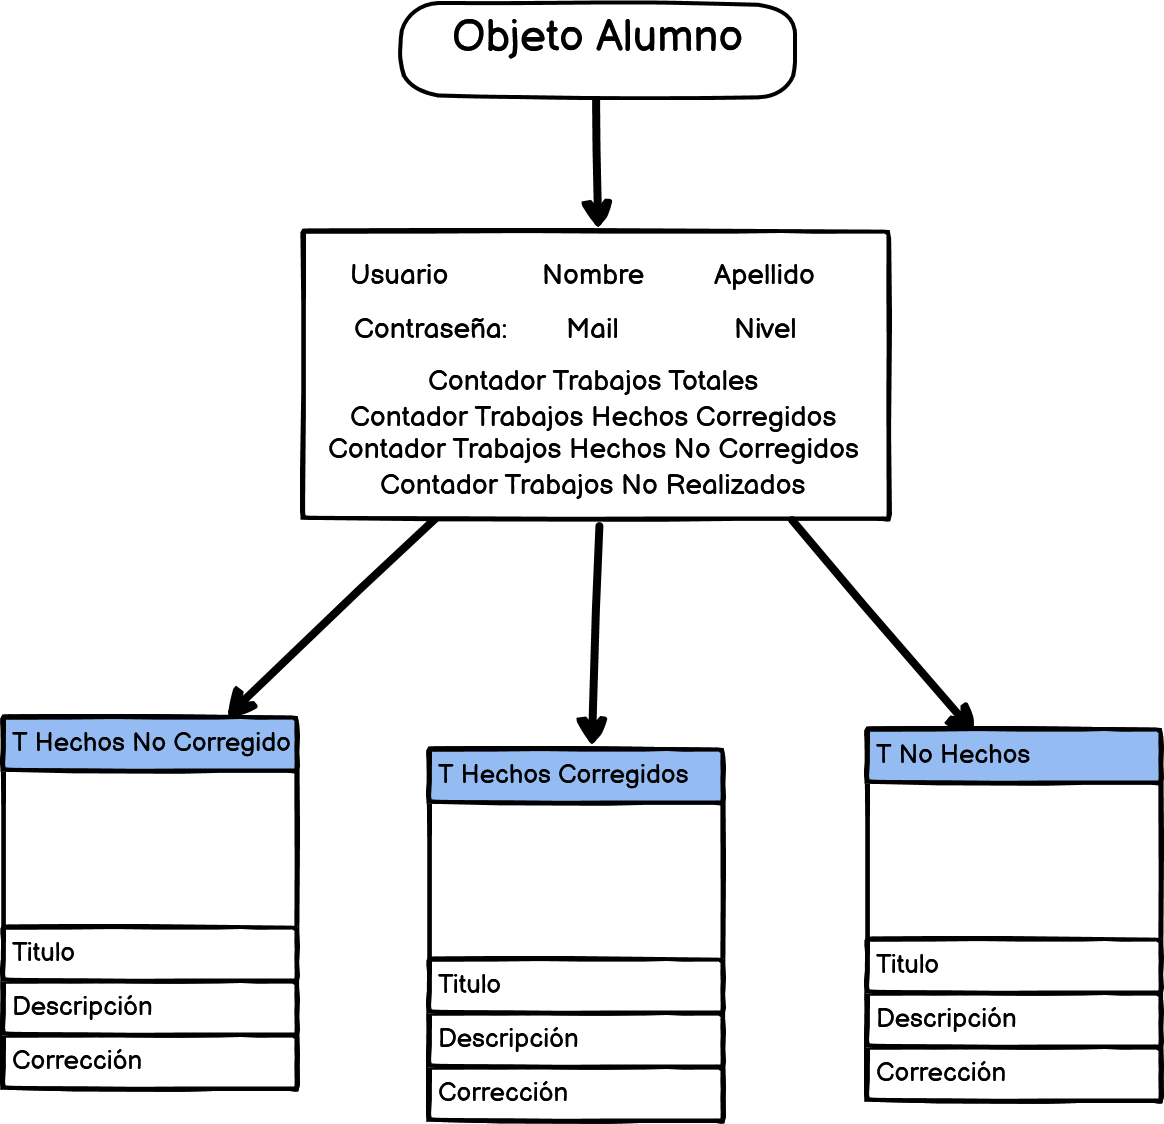 Objeto Alumno
Usuario Nombre Apellido
Contraseña: Mail Nivel
Contador Trabajos Totales
Contador Trabajos Hechos Corregidos
Contador Trabajos Hechos No Corregidos
Contador Trabajos No Realizados
T Hechos No Corregido
Titulo
Descripción
Corrección
T Hechos Corregidos
Titulo
Descripción
Corrección
T No Hechos
Titulo
Descripción
Corrección